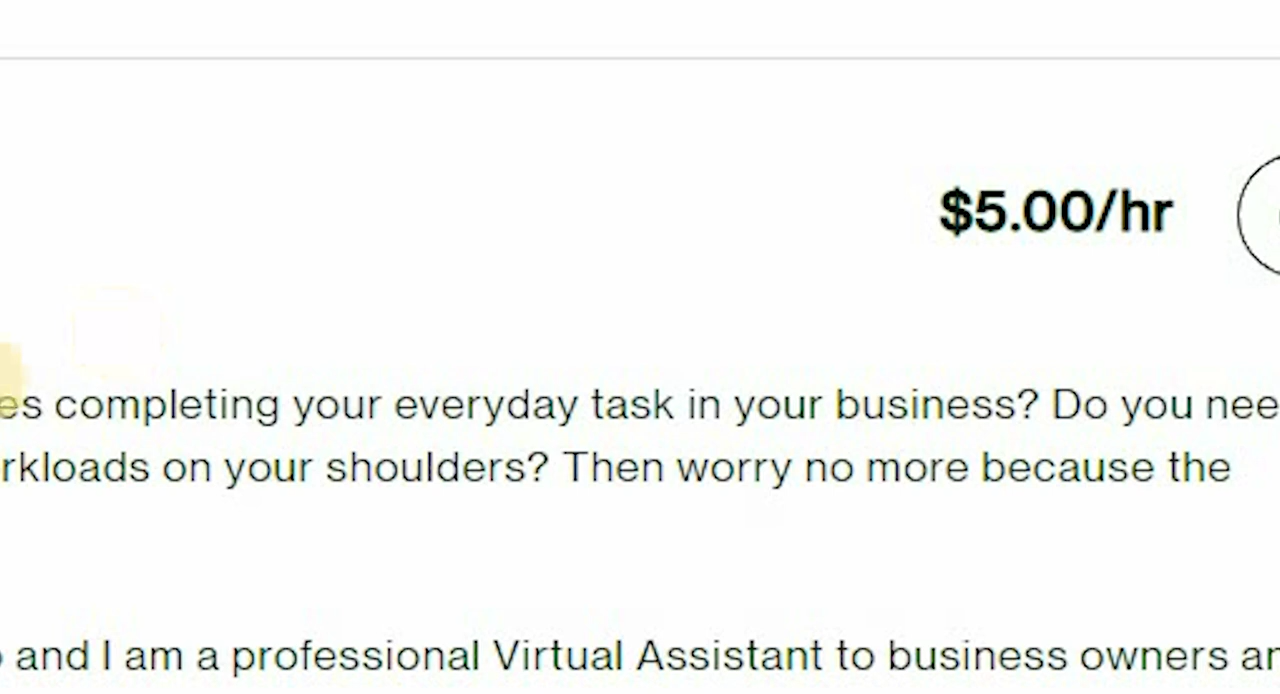 $5.00/hr
es completing your everyday task in your business? Do you nee
rkloads on your shoulders? Then worry no more because the
and I am a professional Virtual Assistant to business owners an